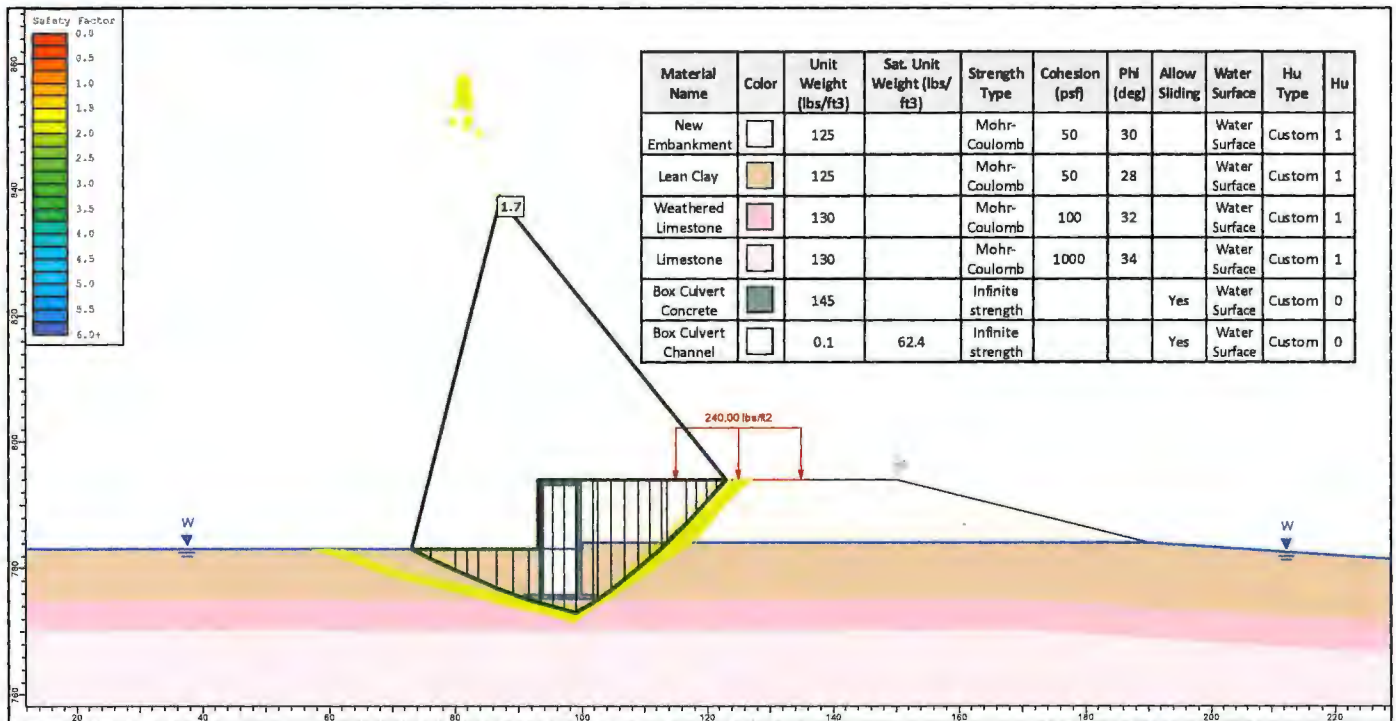 Safety Factor
0.0
0.5
1.0
1.5
2.0
2.5
3.0
3.5
4.0
4.5
5.0
5.5
6.0+
Material Name Color Unit Weight (lbs/ft3) Sat. Unit Weight (lbs/ft3) Strength Type Cohesion (psf) Phi (deg) Allow Sliding Water Surface Hu Type Hu
New Embankment 125 Mohr-Coulomb 50 30 Water Surface Custom 1
Lean Clay 125 Mohr-Coulomb 50 28 Water Surface Custom 1
Weathered Limestone 130 Mohr-Coulomb 100 32 Water Surface Custom 1
Limestone 130 Mohr-Coulomb 1000 34 Water Surface Custom 1
Box Culvert Concrete 145 Infinite strength Yes Water Surface Custom 0
Box Culvert Channel 0.1 62.4 Infinite strength Yes Water Surface Custom 0
1.7
240.00 lbs/ft2
W
W
860
840
820
800
780
760
20 40 60 80 100 120 140 160 180 200 220